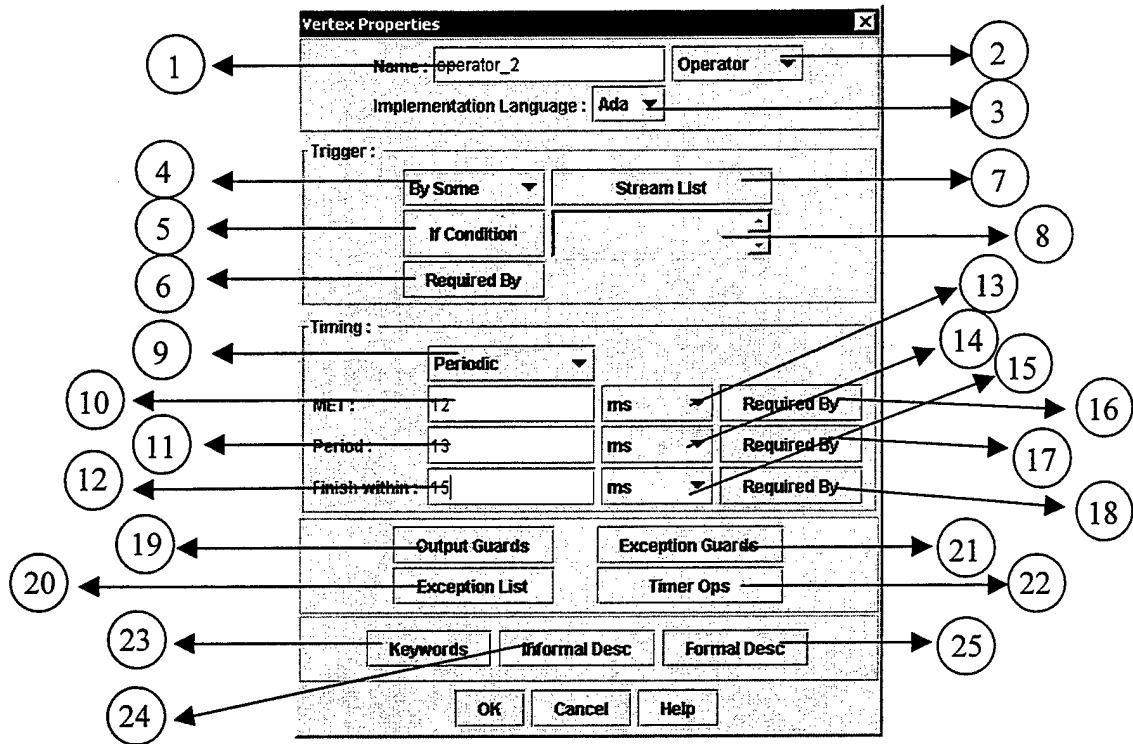 Vertex Properties
1 Name : operator_2 Operator 2
Implementation Language : Ada 3
Trigger :
4 By Some Stream List 7
5 If Condition 8
6 Required By
13
Timing :
14
9 Periodic
15
10 MET : 12 ms Required By 16
11 Period : 13 ms Required By 17
12 Finish within : 15 ms Required By 18
19 Output Guards Exception Guards 21
20 Exception List Timer Ops 22
23 Keywords Informal Desc Formal Desc 25
24 OK Cancel Help